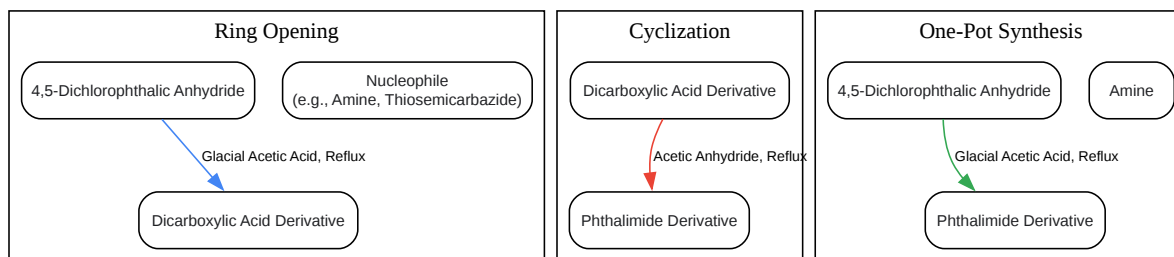 Ring Opening
4,5-Dichlorophthalic Anhydride
Nucleophile
(e.g., Amine, Thiosemicarbazide)
Glacial Acetic Acid, Reflux
Dicarboxylic Acid Derivative
Cyclization
Dicarboxylic Acid Derivative
Acetic Anhydride, Reflux
Phthalimide Derivative
One-Pot Synthesis
4,5-Dichlorophthalic Anhydride
Amine
Glacial Acetic Acid, Reflux
Phthalimide Derivative